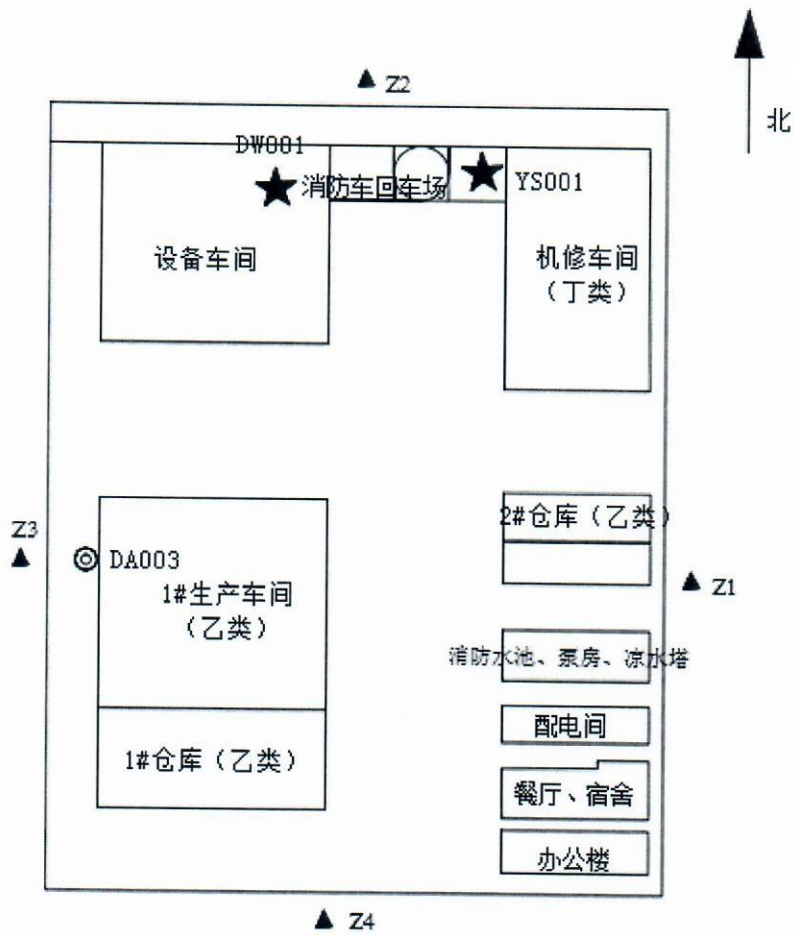 Z2
北
DW001
消防车回车场
YS001
设备车间
机修车间
（丁类）
2#仓库（乙类）
Z3
DA003
1#生产车间
（乙类）
Z1
消防水池、泵房、凉水塔
配电间
1#仓库（乙类）
餐厅、宿舍
办公楼
Z4